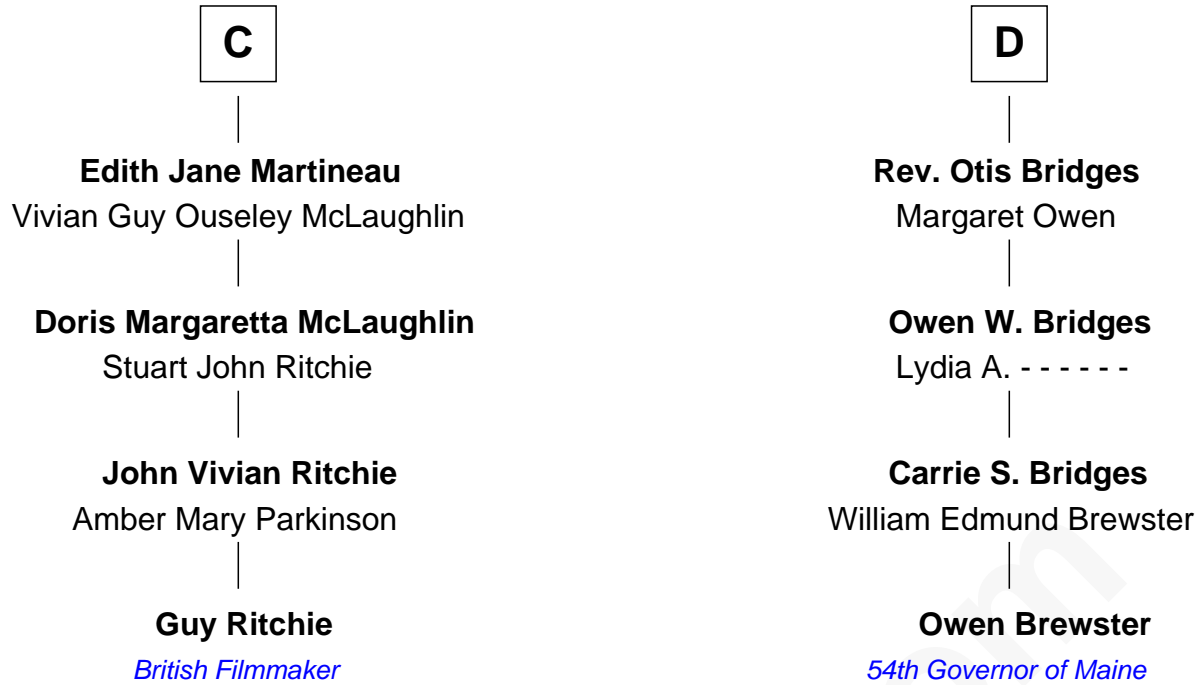 C
Edith Jane Martineau
Vivian Guy Ouseley McLaughlin
Doris Margaretta McLaughlin
Stuart John Ritchie
John Vivian Ritchie
Amber Mary Parkinson
Guy Ritchie
British Filmmaker
D
Rev. Otis Bridges
Margaret Owen
Owen W. Bridges
Lydia A. - - - - - -
Carrie S. Bridges
William Edmund Brewster
Owen Brewster
54th Governor of Maine